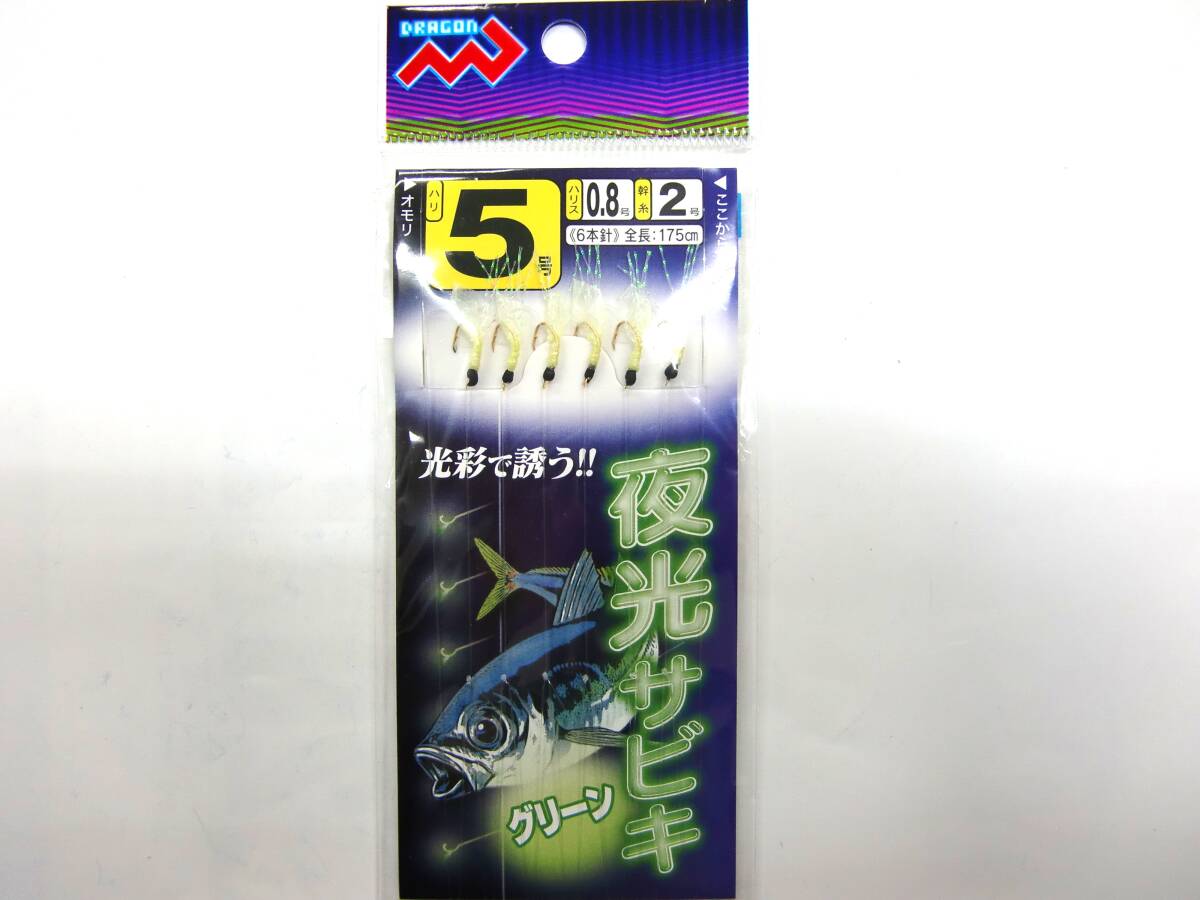 DRAGON
▶オモリ
ハリ
5号
ハリス
0.8号
幹糸
2号
《6本針》全長:175cm
◀ここから
光彩で誘う!!
夜光サビキ
グリーン